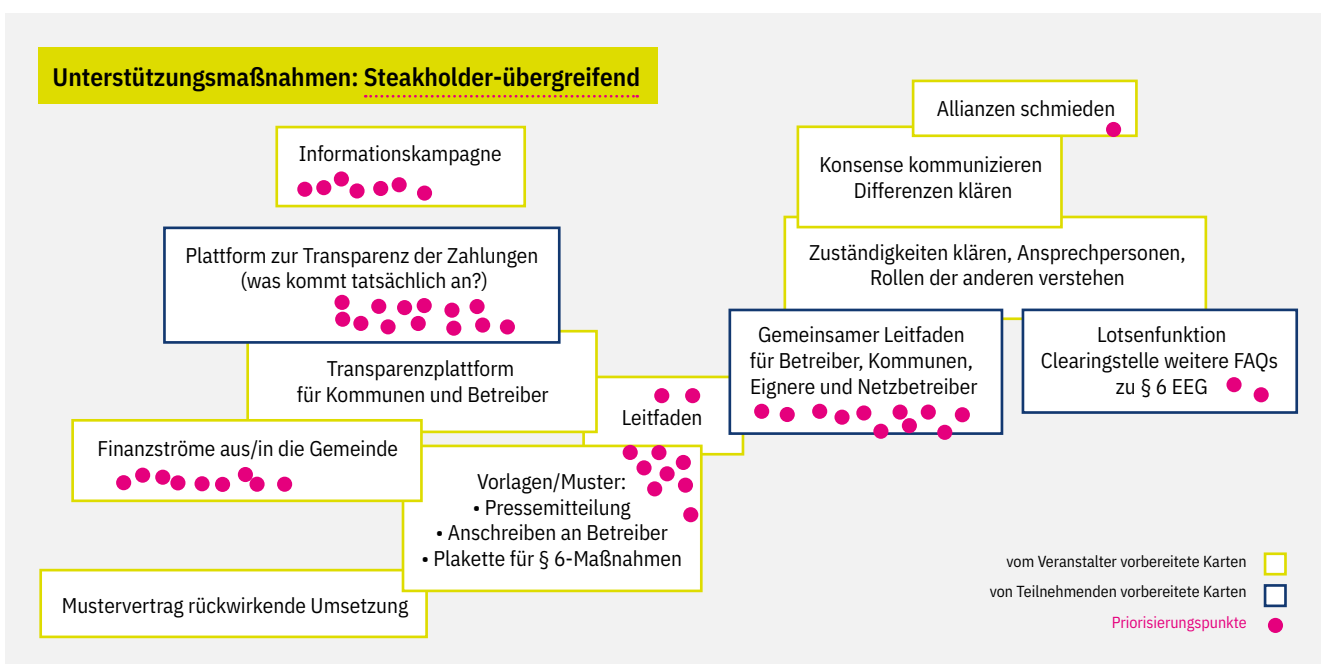 Unterstützungsmaßnahmen: Steakholder-übergreifend
Informationskampagne
Plattform zur Transparenz der Zahlungen
(was kommt tatsächlich an?)
Transparenzplattform
für Kommunen und Betreiber
Finanzströme aus/in die Gemeinde
Leitfaden
Vorlagen/Muster:
• Pressemitteilung
• Anschreiben an Betreiber
• Plakette für § 6-Maßnahmen
Mustervertrag rückwirkende Umsetzung
Allianzen schmieden
Konsense kommunizieren
Differenzen klären
Zuständigkeiten klären, Ansprechpersonen,
Rollen der anderen verstehen
Gemeinsamer Leitfaden
für Betreiber, Kommunen,
Eignere und Netzbetreiber
Lotsenfunktion
Clearingstelle weitere FAQs
zu § 6 EEG
vom Veranstalter vorbereitete Karten
von Teilnehmenden vorbereitete Karten
Priorisierungspunkte